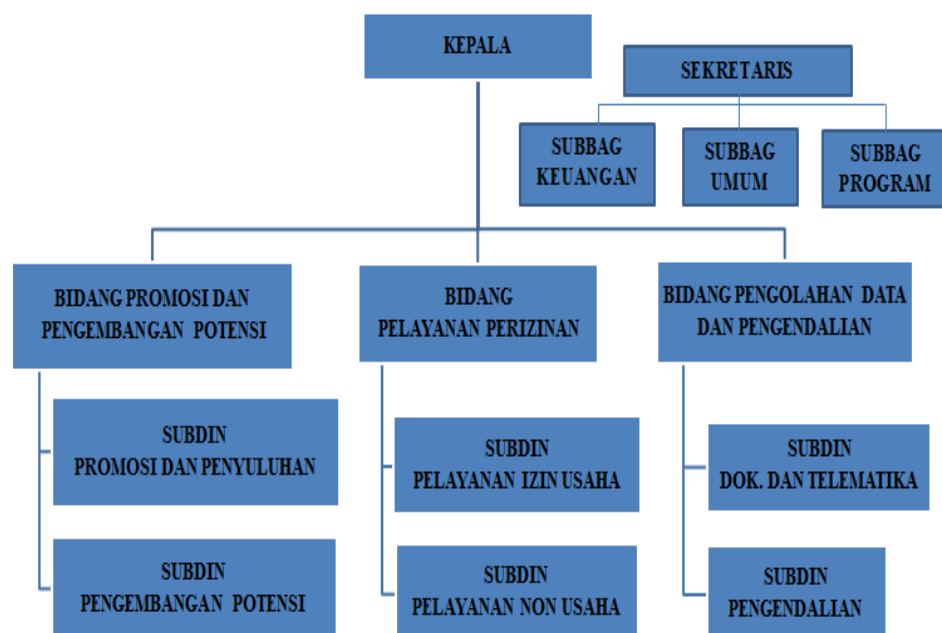 KEPALA
SEKRETARIS
SUBBAG
KEUANGAN
SUBBAG
UMUM
SUBBAG
PROGRAM
BIDANG PROMOSI DAN
PENGEMBANGAN POTENSI
BIDANG
PELAYANAN PERIZINAN
BIDANG PENGOLAHAN DATA
DAN PENGENDALIAN
SUBDIN
PROMOSI DAN PENYULUHAN
SUBDIN
PELAYANAN IZIN USAHA
SUBDIN
DOK. DAN TELEMATIKA
SUBDIN
PENGEMBANGAN POTENSI
SUBDIN
PELAYANAN NON USAHA
SUBDIN
PENGENDALIAN